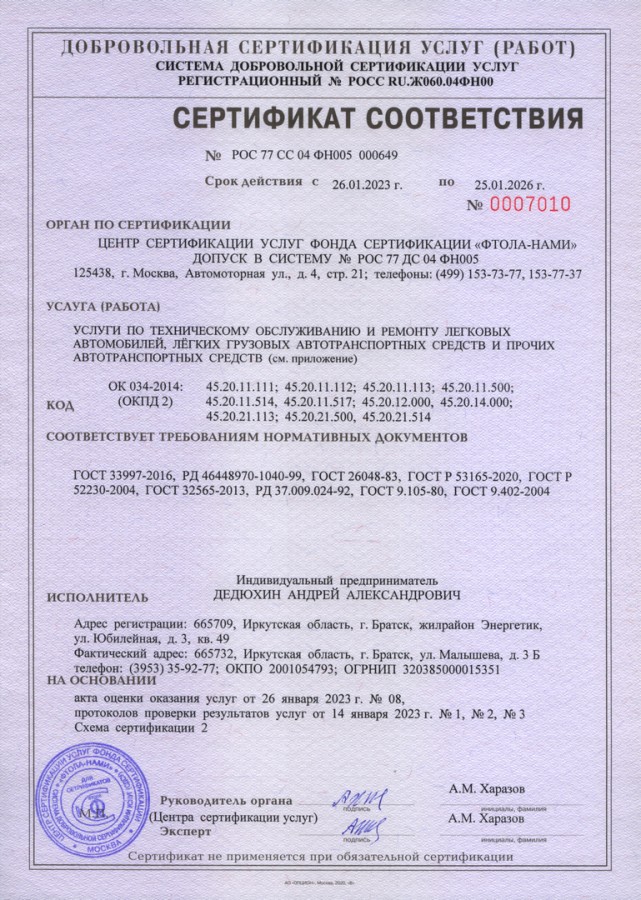 ДОБРОВОЛЬНАЯ СЕРТИФИКАЦИЯ УСЛУГ (РАБОТ)
СИСТЕМА ДОБРОВОЛЬНОЙ СЕРТИФИКАЦИИ УСЛУГ
РЕГИСТРАЦИОННЫЙ № РОСС RU.Ж060.04ФН00
СЕРТИФИКАТ СООТВЕТСТВИЯ
№ РОС 77 СС 04 ФН005 000649
Срок действия с 26.01.2023 г. по 25.01.2026 г.
№ 0007010
ОРГАН ПО СЕРТИФИКАЦИИ
ЦЕНТР СЕРТИФИКАЦИИ УСЛУГ ФОНДА СЕРТИФИКАЦИИ «ФТОЛА-НАМИ»
ДОПУСК В СИСТЕМУ № РОС 77 ДС 04 ФН005
125438, г. Москва, Автомоторная ул., д. 4, стр. 21; телефоны: (499) 153-73-77, 153-77-37
УСЛУГА (РАБОТА)
УСЛУГИ ПО ТЕХНИЧЕСКОМУ ОБСЛУЖИВАНИЮ И РЕМОНТУ ЛЕГКОВЫХ
АВТОМОБИЛЕЙ, ЛЁГКИХ ГРУЗОВЫХ АВТОТРАНСПОРТНЫХ СРЕДСТВ И ПРОЧИХ
АВТОТРАНСПОРТНЫХ СРЕДСТВ (см. приложение)
ОК 034-2014: 45.20.11.111; 45.20.11.112; 45.20.11.113; 45.20.11.500;
КОД (ОКПД 2) 45.20.11.514, 45.20.11.517; 45.20.12.000, 45.20.14.000;
45.20.21.113; 45.20.21.500, 45.20.21.514
СООТВЕТСТВУЕТ ТРЕБОВАНИЯМ НОРМАТИВНЫХ ДОКУМЕНТОВ
ГОСТ 33997-2016, РД 46448970-1040-99, ГОСТ 26048-83, ГОСТ Р 53165-2020, ГОСТ Р
52230-2004, ГОСТ 32565-2013, РД 37.009.024-92, ГОСТ 9.105-80, ГОСТ 9.402-2004
Индивидуальный предприниматель
ИСПОЛНИТЕЛЬ ДЕДЮХИН АНДРЕЙ АЛЕКСАНДРОВИЧ
Адрес регистрации: 665709, Иркутская область, г. Братск, жилрайон Энергетик,
ул. Юбилейная, д. 3, кв. 49
Фактический адрес: 665732, Иркутская область, г. Братск, ул. Малышева, д. 3 Б
телефон: (3953) 35-92-77; ОКПО 2001054793; ОГРНИП 320385000015351
НА ОСНОВАНИИ
акта оценки оказания услуг от 26 января 2023 г. № 08,
протоколов проверки результатов услуг от 14 января 2023 г. № 1, № 2, № 3
Схема сертификации 2
ЦЕНТР СЕРТИФИКАЦИИ УСЛУГ ФОНДА СЕРТИФИКАЦИИ
«ФТОЛА-НАМИ»
ДЛЯ СЕРТИФИКАТОВ
МОСКВА
М.П.
А.М. Харазов
Руководитель органа подпись инициалы, фамилия
(Центра сертификации услуг) А.М. Харазов
Эксперт подпись инициалы, фамилия
Сертификат не применяется при обязательной сертификации